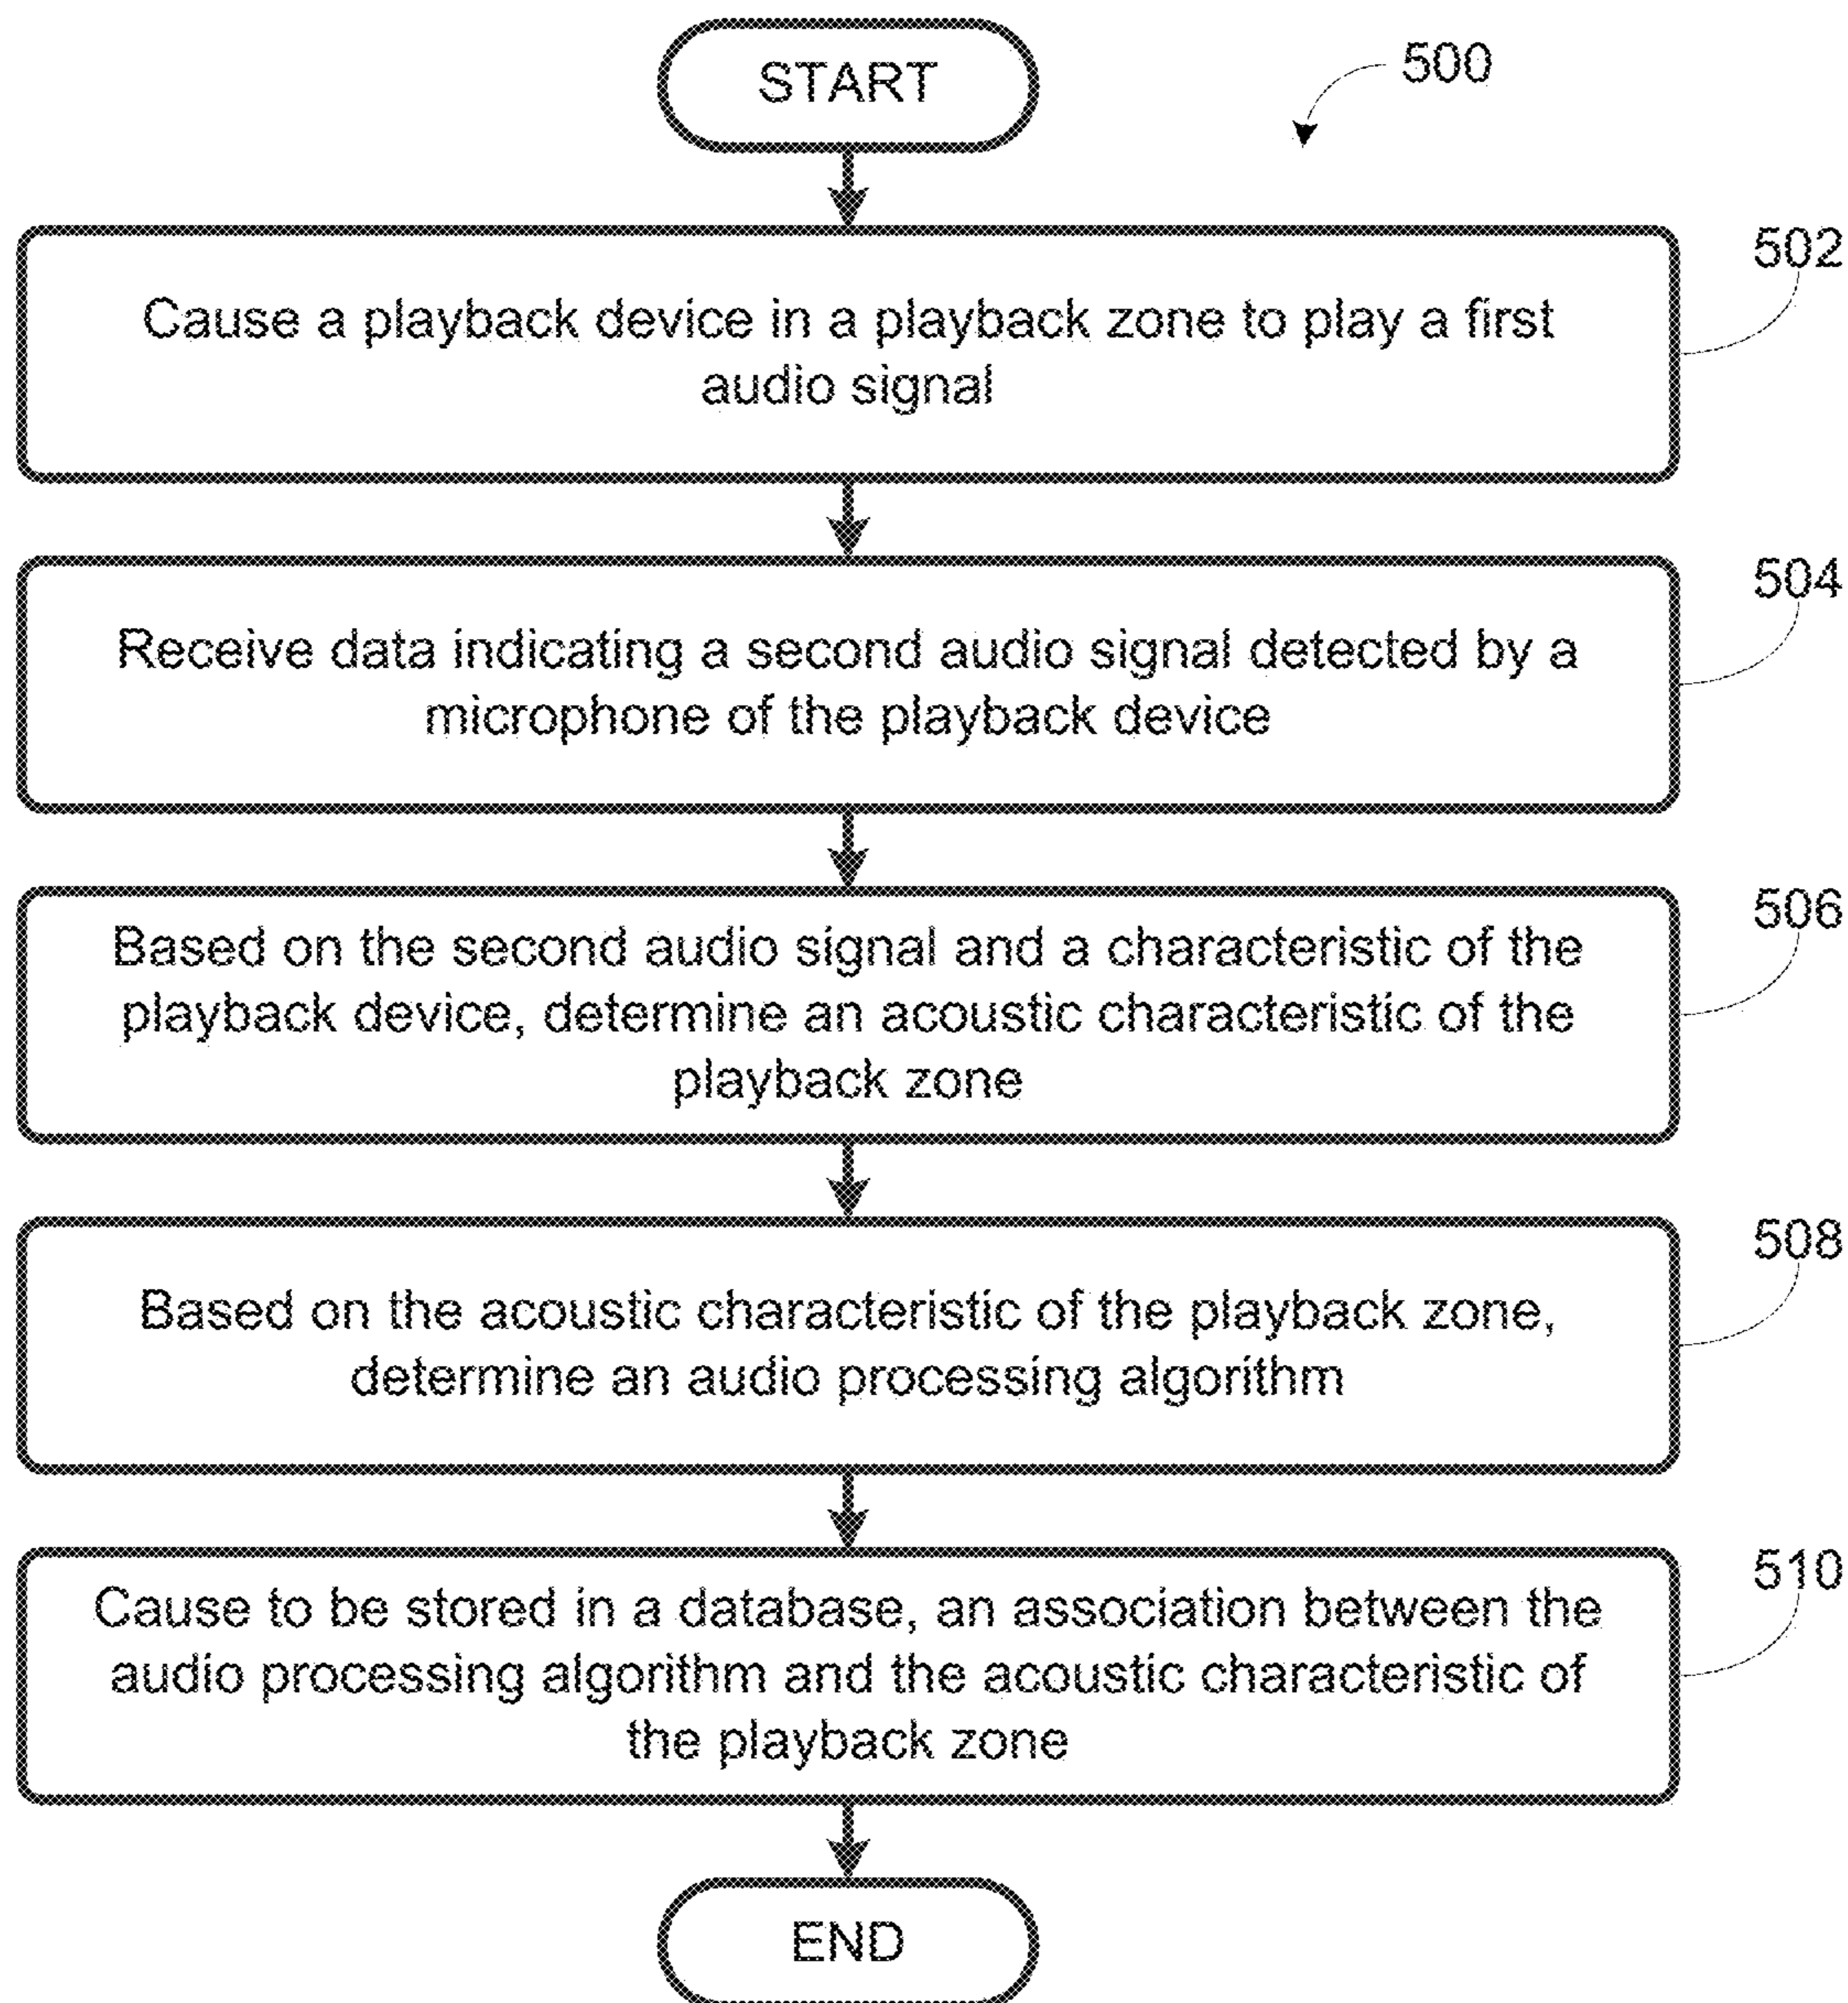 START
500
502
Cause a playback device in a playback zone to play a first
audio signal
504
Receive data indicating a second audio signal detected by a
microphone of the playback device
506
Based on the second audio signal and a characteristic of the
playback device, determine an acoustic characteristic of the
playback zone
508
Based on the acoustic characteristic of the playback zone,
determine an audio processing algorithm
510
Cause to be stored in a database, an association between the
audio processing algorithm and the acoustic characteristic of
the playback zone
END